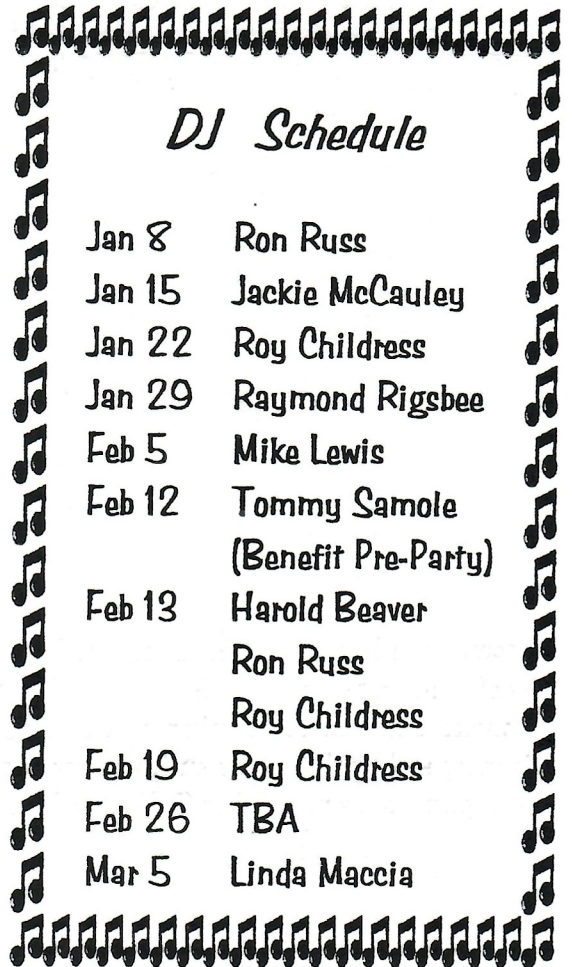 DJ Schedule
Jan 8 Ron Russ
Jan 15 Jackie McCauley
Jan 22 Roy Childress
Jan 29 Raymond Rigsbee
Feb 5 Mike Lewis
Feb 12 Tommy Samole
(Benefit Pre-Party)
Feb 13 Harold Beaver
Ron Russ
Roy Childress
Feb 19 Roy Childress
Feb 26 TBA
Mar 5 Linda Maccia